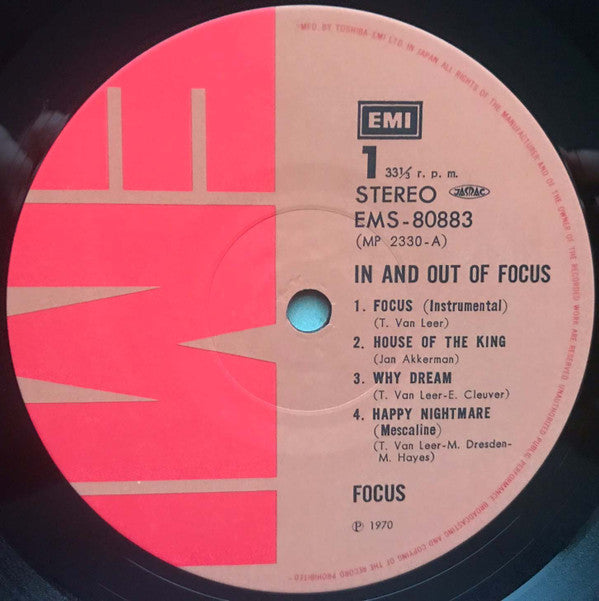 "MFD. BY TOSHIBA EMI LTD. IN JAPAN ALL RIGHTS OF THE MANUFACTURER AND OF THE OWNER OF THE RECORDED WORK ARE RESERVED. UNAUTHORIZED PUBLIC PERFORMANCE BROADCASTING AND COPYING OF THE RECORD PROHIBITED"
EMI
EMI
1 33⅓ r. p. m.
STEREO JASRAC
EMS-80883
(MP 2330-A)
IN AND OUT OF FOCUS
1. FOCUS (Instrumental)
(T. Van Leer)
2. HOUSE OF THE KING
(Jan Akkerman)
3. WHY DREAM
(T. Van Leer-E. Cleuver)
4. HAPPY NIGHTMARE
(Mescaline)
(T. Van Leer-M. Dresden-
M. Hayes)
FOCUS
℗ 1970